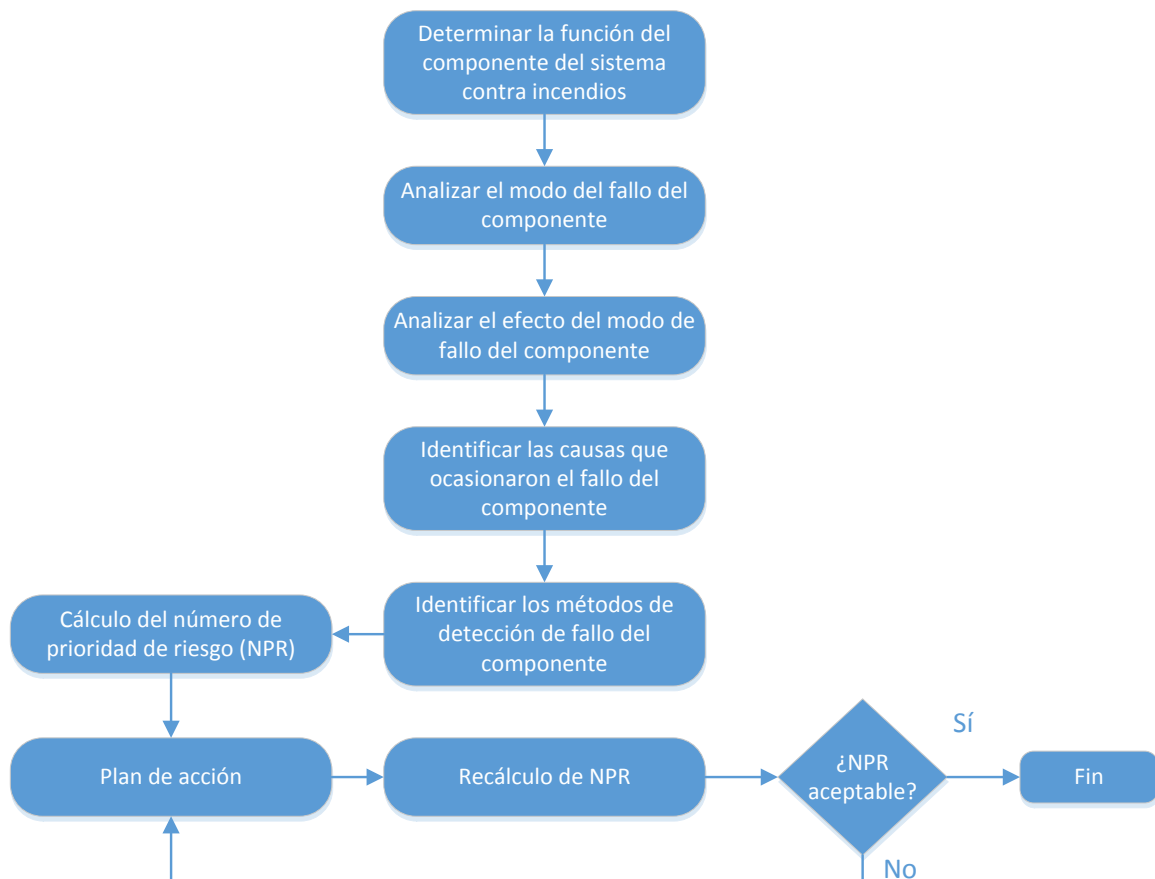 Determinar la función del
componente del sistema
contra incendios
Analizar el modo del fallo del
componente
Analizar el efecto del modo de
fallo del componente
Identificar las causas que
ocasionaron el fallo del
componente
Identificar los métodos de
detección de fallo del
componente
Cálculo del número de
prioridad de riesgo (NPR)
Plan de acción
Recálculo de NPR
¿NPR
aceptable?
Sí
Fin
No